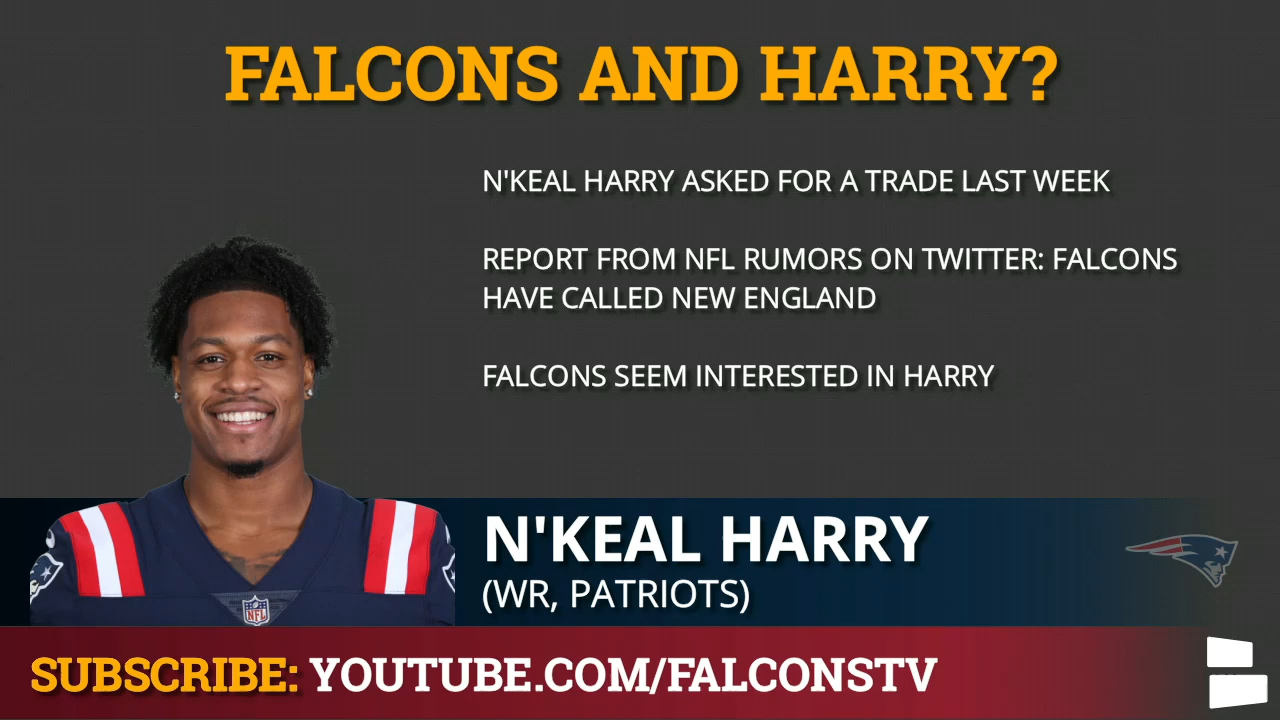 FALCONS AND HARRY?
N'KEAL HARRY ASKED FOR A TRADE LAST WEEK
REPORT FROM NFL RUMORS ON TWITTER: FALCONS
HAVE CALLED NEW ENGLAND
FALCONS SEEM INTERESTED IN HARRY
NFL
N'KEAL HARRY
(WR, PATRIOTS)
SUBSCRIBE: YOUTUBE.COM/FALCONSTV